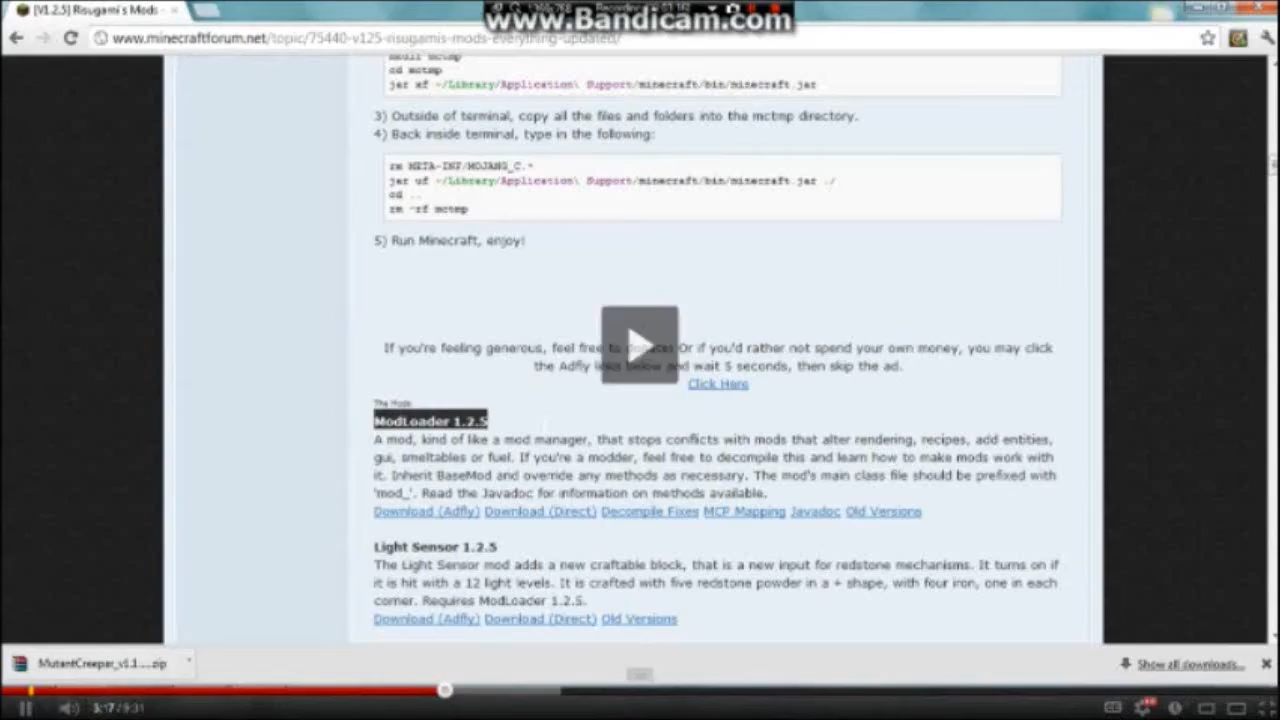 [V1.2.5] Risugami's Mods -
www.Bandicam.com
www.minecraftforum.net/topic/75440-v125-risugamis-mods-everything-updated/
cd mctmp
jar xf ~/Library/Application\ Support/minecraft/bin/minecraft.jar
3) Outside of terminal, copy all the files and folders into the mctmp directory.
4) Back inside terminal, type in the following:
rm META-INF/MOJANG_C.*
jar uf ~/Library/Application\ Support/minecraft/bin/minecraft.jar ./
cd ..
rm -rf mctmp
5) Run Minecraft, enjoy!
If you're feeling generous, feel free to Or if you'd rather not spend your own money, you may click
the Adfly below and wait 5 seconds, then skip the ad.
Click Here
The Mods
ModLoader 1.2.5
A mod, kind of like a mod manager, that stops conflicts with mods that alter rendering, recipes, add entities,
gui, smeltables or fuel. If you're a modder, feel free to decompile this and learn how to make mods work with
it. Inherit BaseMod and override any methods as necessary. The mod's main class file should be prefixed with
'mod_'. Read the Javadoc for information on methods available.
Download (Adfly) Download (Direct) Decompile Fixes MCP Mapping Javadoc Old Versions
Light Sensor 1.2.5
The Light Sensor mod adds a new craftable block, that is a new input for redstone mechanisms. It turns on if
it is hit with a 12 light levels. It is crafted with five redstone powder in a + shape, with four iron, one in each
corner. Requires ModLoader 1.2.5.
Download (Adfly) Download (Direct) Old Versions
MutantCreeper_v1.1....zip
Show all downloads...
3:17 / 9:31